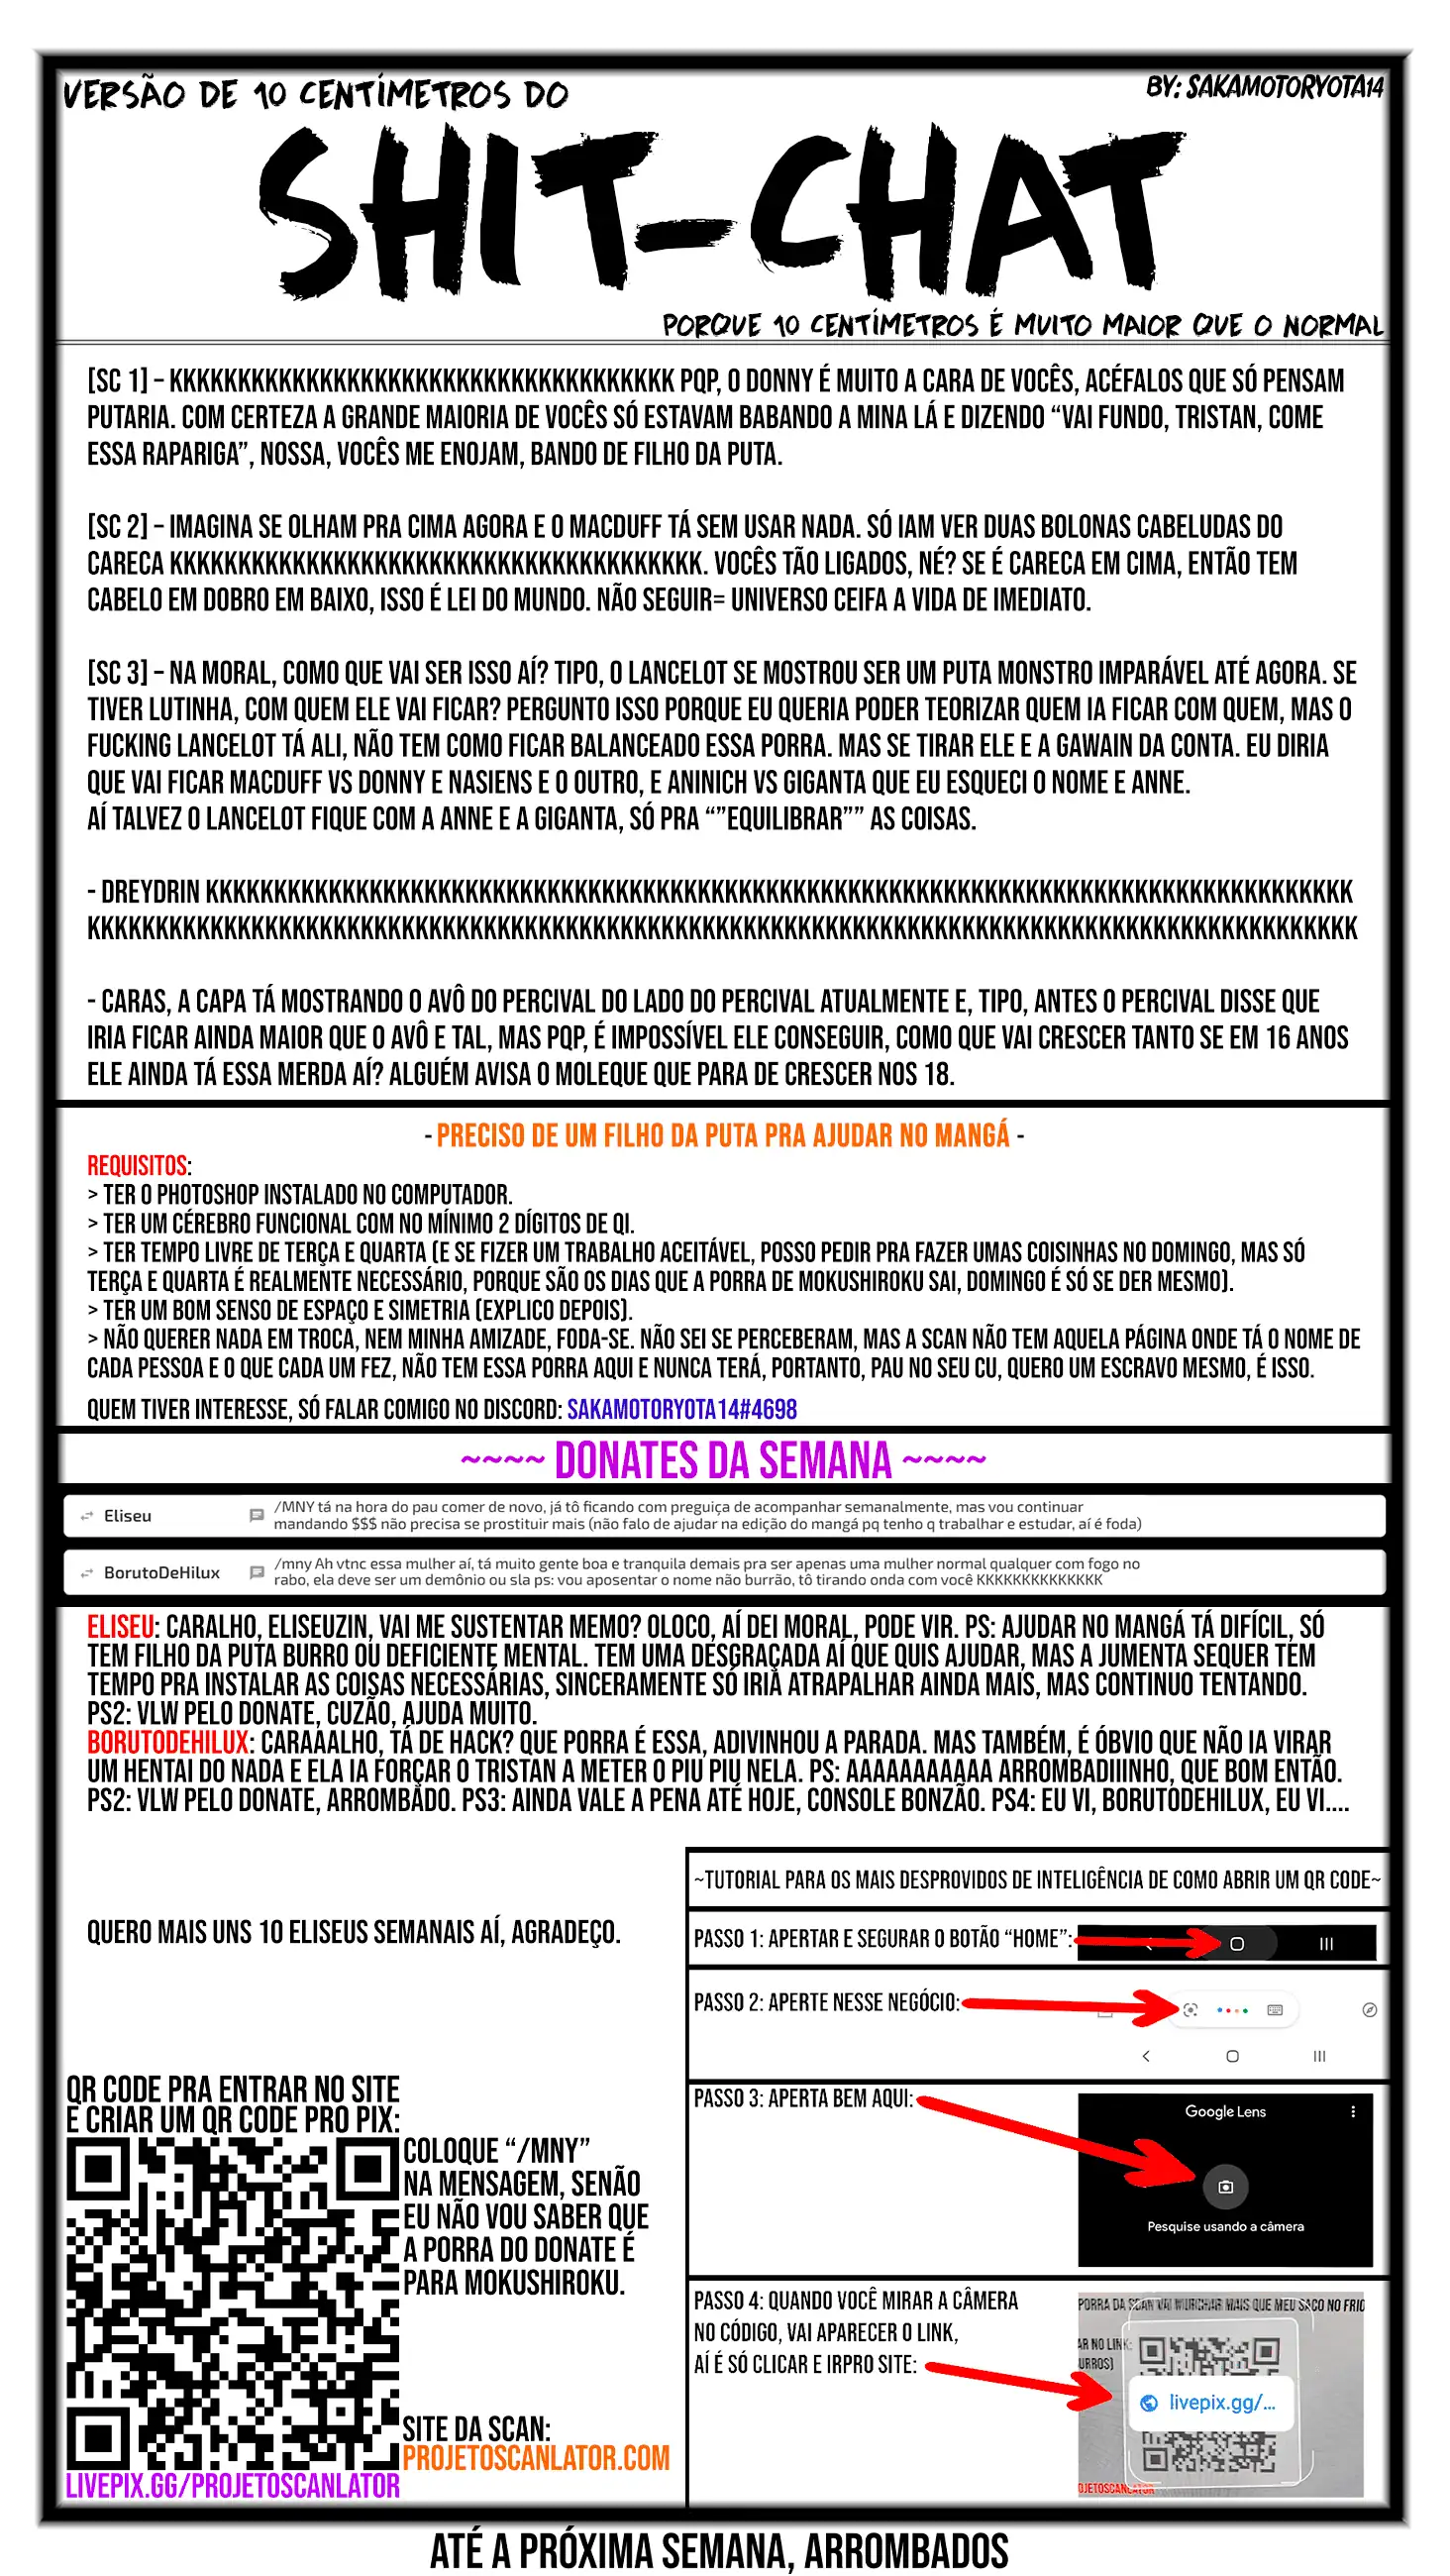 VERSÃO DE 10 CENTÍMETROS DO
BY: SAKAMOTORYOTA14
SHIT-CHAT
PORQUE 10 CENTÍMETROS É MUITO MAIOR QUE O NORMAL
[SC 1] – KKKKKKKKKKKKKKKKKKKKKKKKKKKKKKKKKKKKK PQP, O DONNY É MUITO A CARA DE VOCÊS, ACÉFALOS QUE SÓ PENSAM
PUTARIA. COM CERTEZA A GRANDE MAIORIA DE VOCÊS SÓ ESTAVAM BABANDO A MINA LÁ E DIZENDO “VAI FUNDO, TRISTAN, COME
ESSA RAPARIGA”, NOSSA, VOCÊS ME ENOJAM, BANDO DE FILHO DA PUTA.
[SC 2] – IMAGINA SE OLHAM PRA CIMA AGORA E O MACDUFF TÁ SEM USAR NADA. SÓ IAM VER DUAS BOLONAS CABELUDAS DO
CARECA KKKKKKKKKKKKKKKKKKKKKKKKKKKKKKKKKKKKKKK. VOCÊS TÃO LIGADOS, NÉ? SE É CARECA EM CIMA, ENTÃO TEM
CABELO EM DOBRO EM BAIXO, ISSO É LEI DO MUNDO. NÃO SEGUIR= UNIVERSO CEIFA A VIDA DE IMEDIATO.
[SC 3] – NA MORAL, COMO QUE VAI SER ISSO AÍ? TIPO, O LANCELOT SE MOSTROU SER UM PUTA MONSTRO IMPARÁVEL ATÉ AGORA. SE
TIVER LUTINHA, COM QUEM ELE VAI FICAR? PERGUNTO ISSO PORQUE EU QUERIA PODER TEORIZAR QUEM IA FICAR COM QUEM, MAS O
FUCKING LANCELOT TÁ ALI, NÃO TEM COMO FICAR BALANCEADO ESSA PORRA. MAS SE TIRAR ELE E A GAWAIN DA CONTA. EU DIRIA
QUE VAI FICAR MACDUFF VS DONNY E NASIENS E O OUTRO, E ANINICH VS GIGANTA QUE EU ESQUECI O NOME E ANNE.
AÍ TALVEZ O LANCELOT FIQUE COM A ANNE E A GIGANTA, SÓ PRA “”EQUILIBRAR”” AS COISAS.
- DREYDRIN KKKKKKKKKKKKKKKKKKKKKKKKKKKKKKKKKKKKKKKKKKKKKKKKKKKKKKKKKKKKKKKKKKKKKKKKKKKKKKKKKKKK
KKKKKKKKKKKKKKKKKKKKKKKKKKKKKKKKKKKKKKKKKKKKKKKKKKKKKKKKKKKKKKKKKKKKKKKKKKKKKKKKKKKKKKKKKKKKK
- CARAS, A CAPA TÁ MOSTRANDO O AVÔ DO PERCIVAL DO LADO DO PERCIVAL ATUALMENTE E, TIPO, ANTES O PERCIVAL DISSE QUE
IRIA FICAR AINDA MAIOR QUE O AVÔ E TAL, MAS PQP, É IMPOSSÍVEL ELE CONSEGUIR, COMO QUE VAI CRESCER TANTO SE EM 16 ANOS
ELE AINDA TÁ ESSA MERDA AÍ? ALGUÉM AVISA O MOLEQUE QUE PARA DE CRESCER NOS 18.
- PRECISO DE UM FILHO DA PUTA PRA AJUDAR NO MANGÁ -
REQUISITOS:
> TER O PHOTOSHOP INSTALADO NO COMPUTADOR.
> TER UM CÉREBRO FUNCIONAL COM NO MÍNIMO 2 DÍGITOS DE QI.
> TER TEMPO LIVRE DE TERÇA E QUARTA (E SE FIZER UM TRABALHO ACEITÁVEL, POSSO PEDIR PRA FAZER UMAS COISINHAS NO DOMINGO, MAS SÓ
TERÇA E QUARTA É REALMENTE NECESSÁRIO, PORQUE SÃO OS DIAS QUE A PORRA DE MOKUSHIROKU SAI, DOMINGO É SÓ SE DER MESMO).
> TER UM BOM SENSO DE ESPAÇO E SIMETRIA (EXPLICO DEPOIS).
> NÃO QUERER NADA EM TROCA, NEM MINHA AMIZADE, FODA-SE. NÃO SEI SE PERCEBERAM, MAS A SCAN NÃO TEM AQUELA PÁGINA ONDE TÁ O NOME DE
CADA PESSOA E O QUE CADA UM FEZ, NÃO TEM ESSA PORRA AQUI E NUNCA TERÁ, PORTANTO, PAU NO SEU CU, QUERO UM ESCRAVO MESMO, É ISSO.
QUEM TIVER INTERESSE, SÓ FALAR COMIGO NO DISCORD: SAKAMOTORYOTA14#4698
~~~~ DONATES DA SEMANA ~~~~
Eliseu
/MNY tá na hora do pau comer de novo, já tô ficando com preguiça de acompanhar semanalmente, mas vou continuar
mandando $$$ não precisa se prostituir mais (não falo de ajudar na edição do mangá pq tenho q trabalhar e estudar, aí é foda)
BorutoDeHilux
/mny Ah vtnc essa mulher aí, tá muito gente boa e tranquila demais pra ser apenas uma mulher normal qualquer com fogo no
rabo, ela deve ser um demônio ou sla ps: vou aposentar o nome não burrão, tô tirando onda com você KKKKKKKKKKKKKK
ELISEU: CARALHO, ELISEUZIN, VAI ME SUSTENTAR MEMO? OLOCO, AÍ DEI MORAL, PODE VIR. PS: AJUDAR NO MANGÁ TÁ DIFÍCIL, SÓ
TEM FILHO DA PUTA BURRO OU DEFICIENTE MENTAL. TEM UMA DESGRAÇADA AÍ QUE QUIS AJUDAR, MAS A JUMENTA SEQUER TEM
TEMPO PRA INSTALAR AS COISAS NECESSÁRIAS, SINCERAMENTE SÓ IRIA ATRAPALHAR AINDA MAIS, MAS CONTINUO TENTANDO.
PS2: VLW PELO DONATE, CUZÃO, AJUDA MUITO.
BORUTODEHILUX: CARAAALHO, TÁ DE HACK? QUE PORRA É ESSA, ADIVINHOU A PARADA. MAS TAMBÉM, É ÓBVIO QUE NÃO IA VIRAR
UM HENTAI DO NADA E ELA IA FORÇAR O TRISTAN A METER O PIU PIU NELA. PS: AAAAAAAAAAA ARROMBADIIIINHO, QUE BOM ENTÃO.
PS2: VLW PELO DONATE, ARROMBADO. PS3: AINDA VALE A PENA ATÉ HOJE, CONSOLE BONZÃO. PS4: EU VI, BORUTODEHILUX, EU VI....
QUERO MAIS UNS 10 ELISEUS SEMANAIS AÍ, AGRADEÇO.
QR CODE PRA ENTRAR NO SITE
E CRIAR UM QR CODE PRO PIX:
COLOQUE “/MNY”
NA MENSAGEM, SENÃO
EU NÃO VOU SABER QUE
A PORRA DO DONATE É
PARA MOKUSHIROKU.
SITE DA SCAN:
PROJETOSCANLATOR.COM
LIVEPIX.GG/PROJETOSCANLATOR
~TUTORIAL PARA OS MAIS DESPROVIDOS DE INTELIGÊNCIA DE COMO ABRIR UM QR CODE~
PASSO 1: APERTAR E SEGURAR O BOTÃO “HOME”:
PASSO 2: APERTE NESSE NEGÓCIO:
PASSO 3: APERTA BEM AQUI:
Google Lens
Pesquise usando a câmera
PASSO 4: QUANDO VOCÊ MIRAR A CÂMERA
NO CÓDIGO, VAI APARECER O LINK,
AÍ É SÓ CLICAR E IRPRO SITE:
PORRA DA SCAN VAI MURCHAR MAIS QUE MEU SACO NO FRIO
AR NO LINK:
URROS)
livepix.gg/...
OJETOSCANLATOR
ATÉ A PRÓXIMA SEMANA, ARROMBADOS